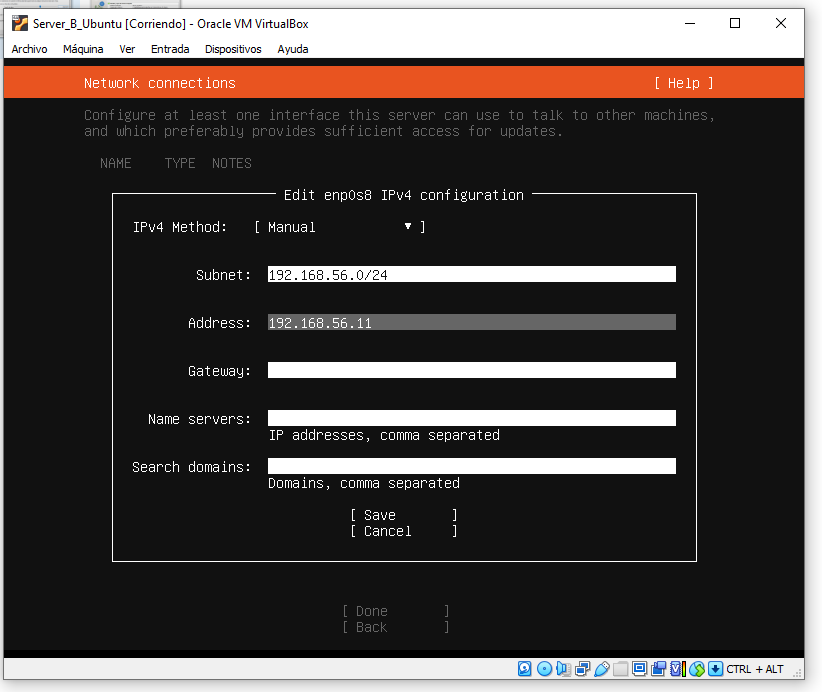 Server_B_Ubuntu [Corriendo] - Oracle VM VirtualBox
Archivo Máquina Ver Entrada Dispositivos Ayuda
Network connections [ Help ]
Configure at least one interface this server can use to talk to other machines,
and which preferably provides sufficient access for updates.
NAME TYPE NOTES
Edit enp0s8 IPv4 configuration
IPv4 Method: [ Manual ▼ ]
Subnet: 192.168.56.0/24
Address: 192.168.56.11
Gateway:
Name servers:
IP addresses, comma separated
Search domains:
Domains, comma separated
[ Save ]
[ Cancel ]
[ Done ]
[ Back ]
CTRL + ALT